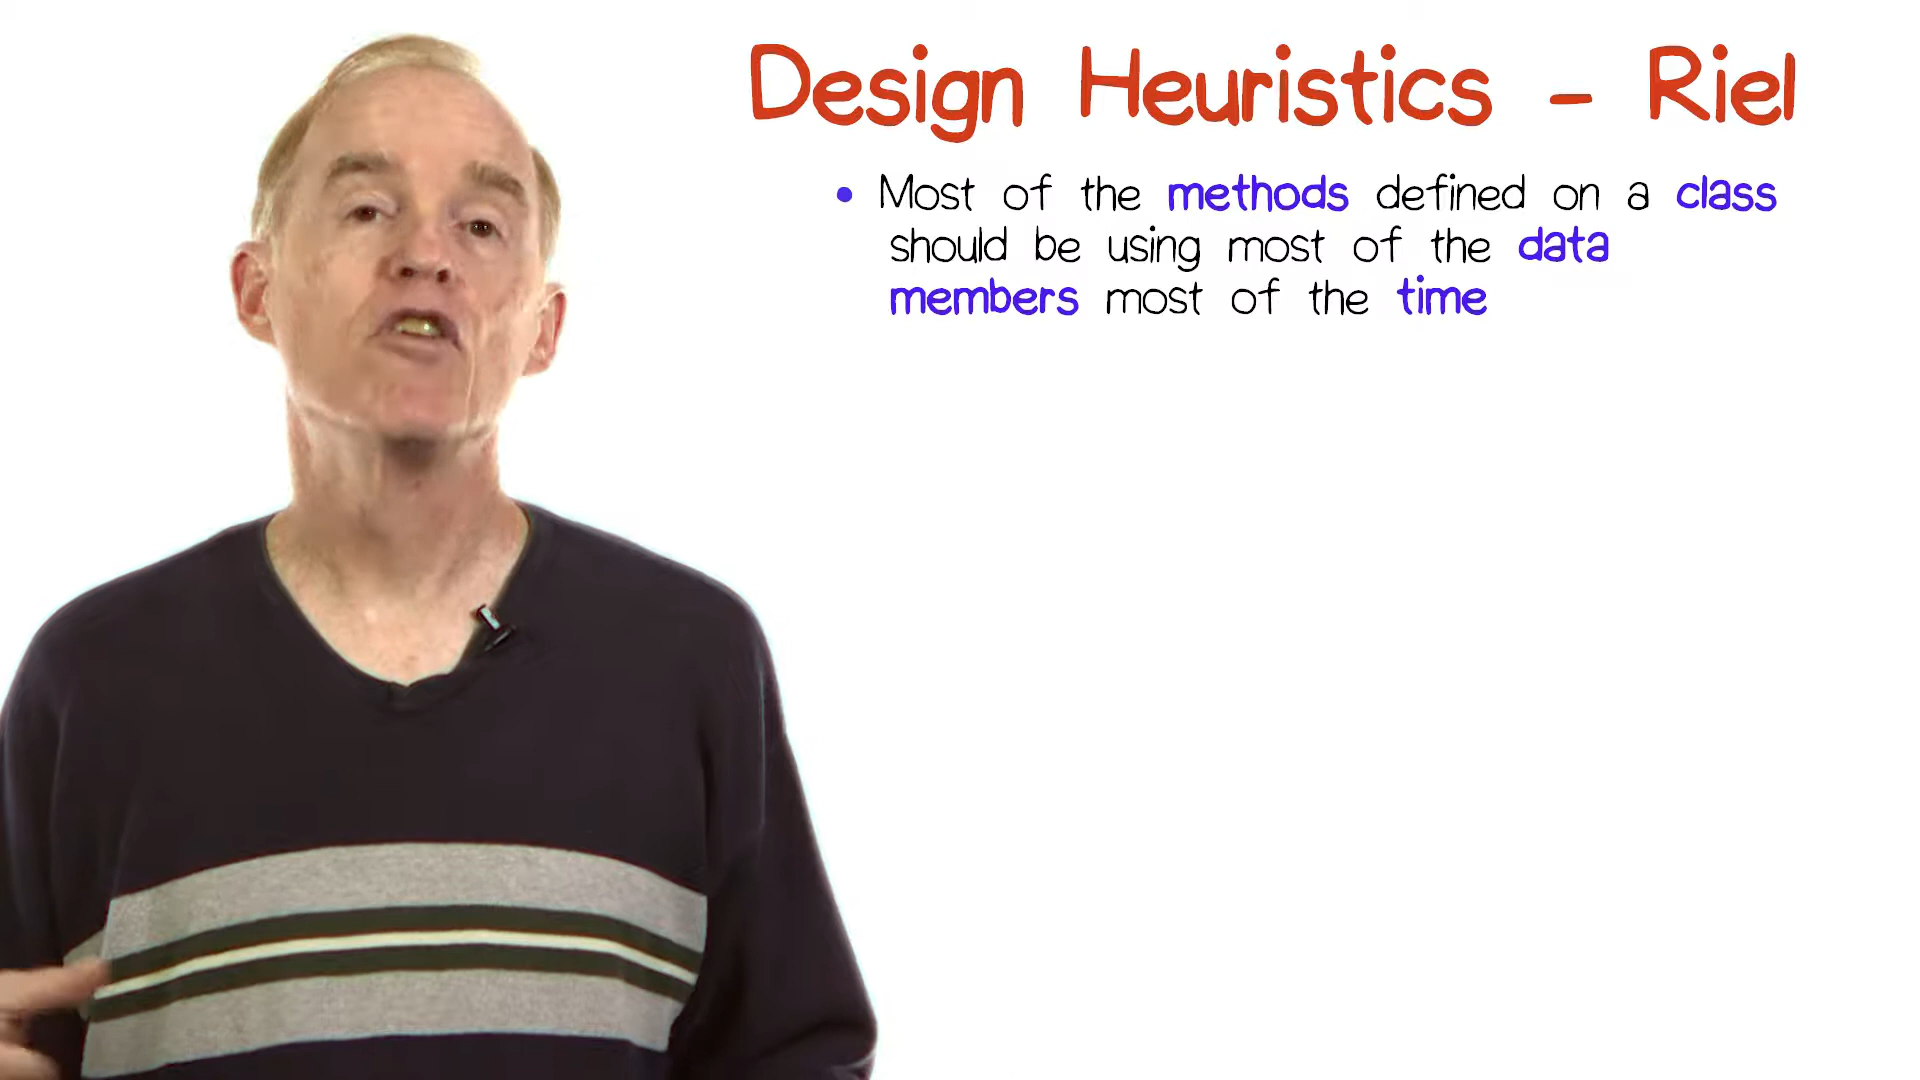 Design Heuristics - Riel
• Most of the methods defined on a class
should be using most of the data
members most of the time